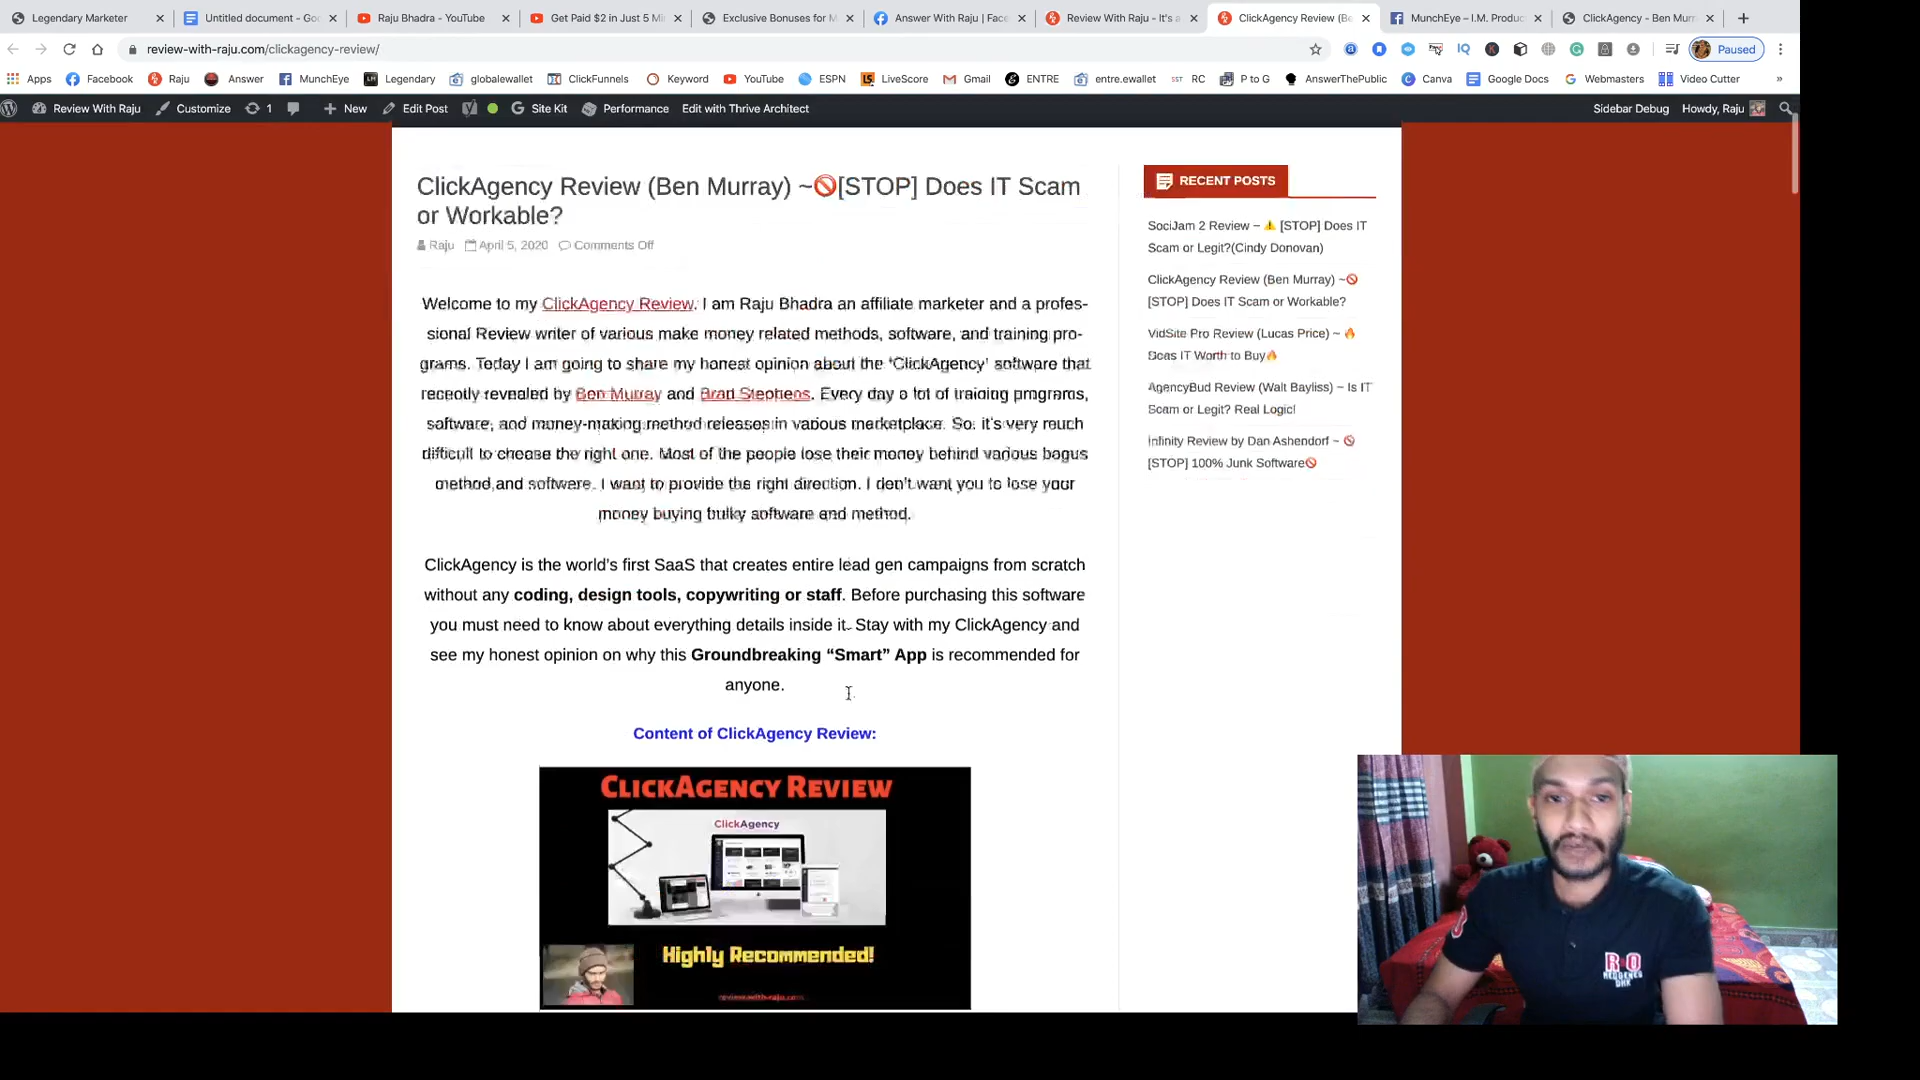 Legendary Marketer
Untitled document - Goo
Raju Bhadra - YouTube
Get Paid $2 in Just 5 Mi
Exclusive Bonuses for M
Answer With Raju | Face
Review With Raju - It's a
ClickAgency Review (Be
MunchEye – I.M. Produc
ClickAgency - Ben Murr
review-with-raju.com/clickagency-review/
Paused
Apps
Facebook
Raju
Answer
MunchEye
Legendary
globalewallet
ClickFunnels
Keyword
YouTube
ESPN
LiveScore
Gmail
ENTRE
entre.ewallet
RC
P to G
AnswerThePublic
Canva
Google Docs
Webmasters
Video Cutter
Review With Raju
Customize
1
New
Edit Post
Site Kit
Performance
Edit with Thrive Architect
Sidebar Debug
Howdy, Raju
ClickAgency Review (Ben Murray) ~🚫[STOP] Does IT Scam
or Workable?
Raju April 5, 2020 Comments Off
Welcome to my ClickAgency Review. I am Raju Bhadra an affiliate marketer and a profes-
sional Review writer of various make money related methods, software, and training pro-
grams. Today I am going to share my honest opinion about the ‘ClickAgency’ software that
recently revealed by Ben Murray and Brad Stephens. Every day a lot of training programs,
software, and money-making method releases in various marketplace. So, it’s very much
difficult to choose the right one. Most of the people lose their money behind various bogus
method and software. I want to provide the right direction. I don’t want you to lose your
money buying bulky software and method.
ClickAgency is the world’s first SaaS that creates entire lead gen campaigns from scratch
without any coding, design tools, copywriting or staff. Before purchasing this software
you must need to know about everything details inside it. Stay with my ClickAgency and
see my honest opinion on why this Groundbreaking “Smart” App is recommended for
anyone.
Content of ClickAgency Review:
CLICKAGENCY REVIEW
ClickAgency
Highly Recommended!
review-with-raju.com
RECENT POSTS
SociJam 2 Review ~ ⚠️ [STOP] Does IT
Scam or Legit?(Cindy Donovan)
ClickAgency Review (Ben Murray) ~🚫
[STOP] Does IT Scam or Workable?
VidSite Pro Review (Lucas Price) ~ 🔥
Does IT Worth to Buy🔥
AgencyBud Review (Walt Bayliss) ~ Is IT
Scam or Legit? Real Logic!
Infinity Review by Dan Ashendorf ~ 🚫
[STOP] 100% Junk Software🚫